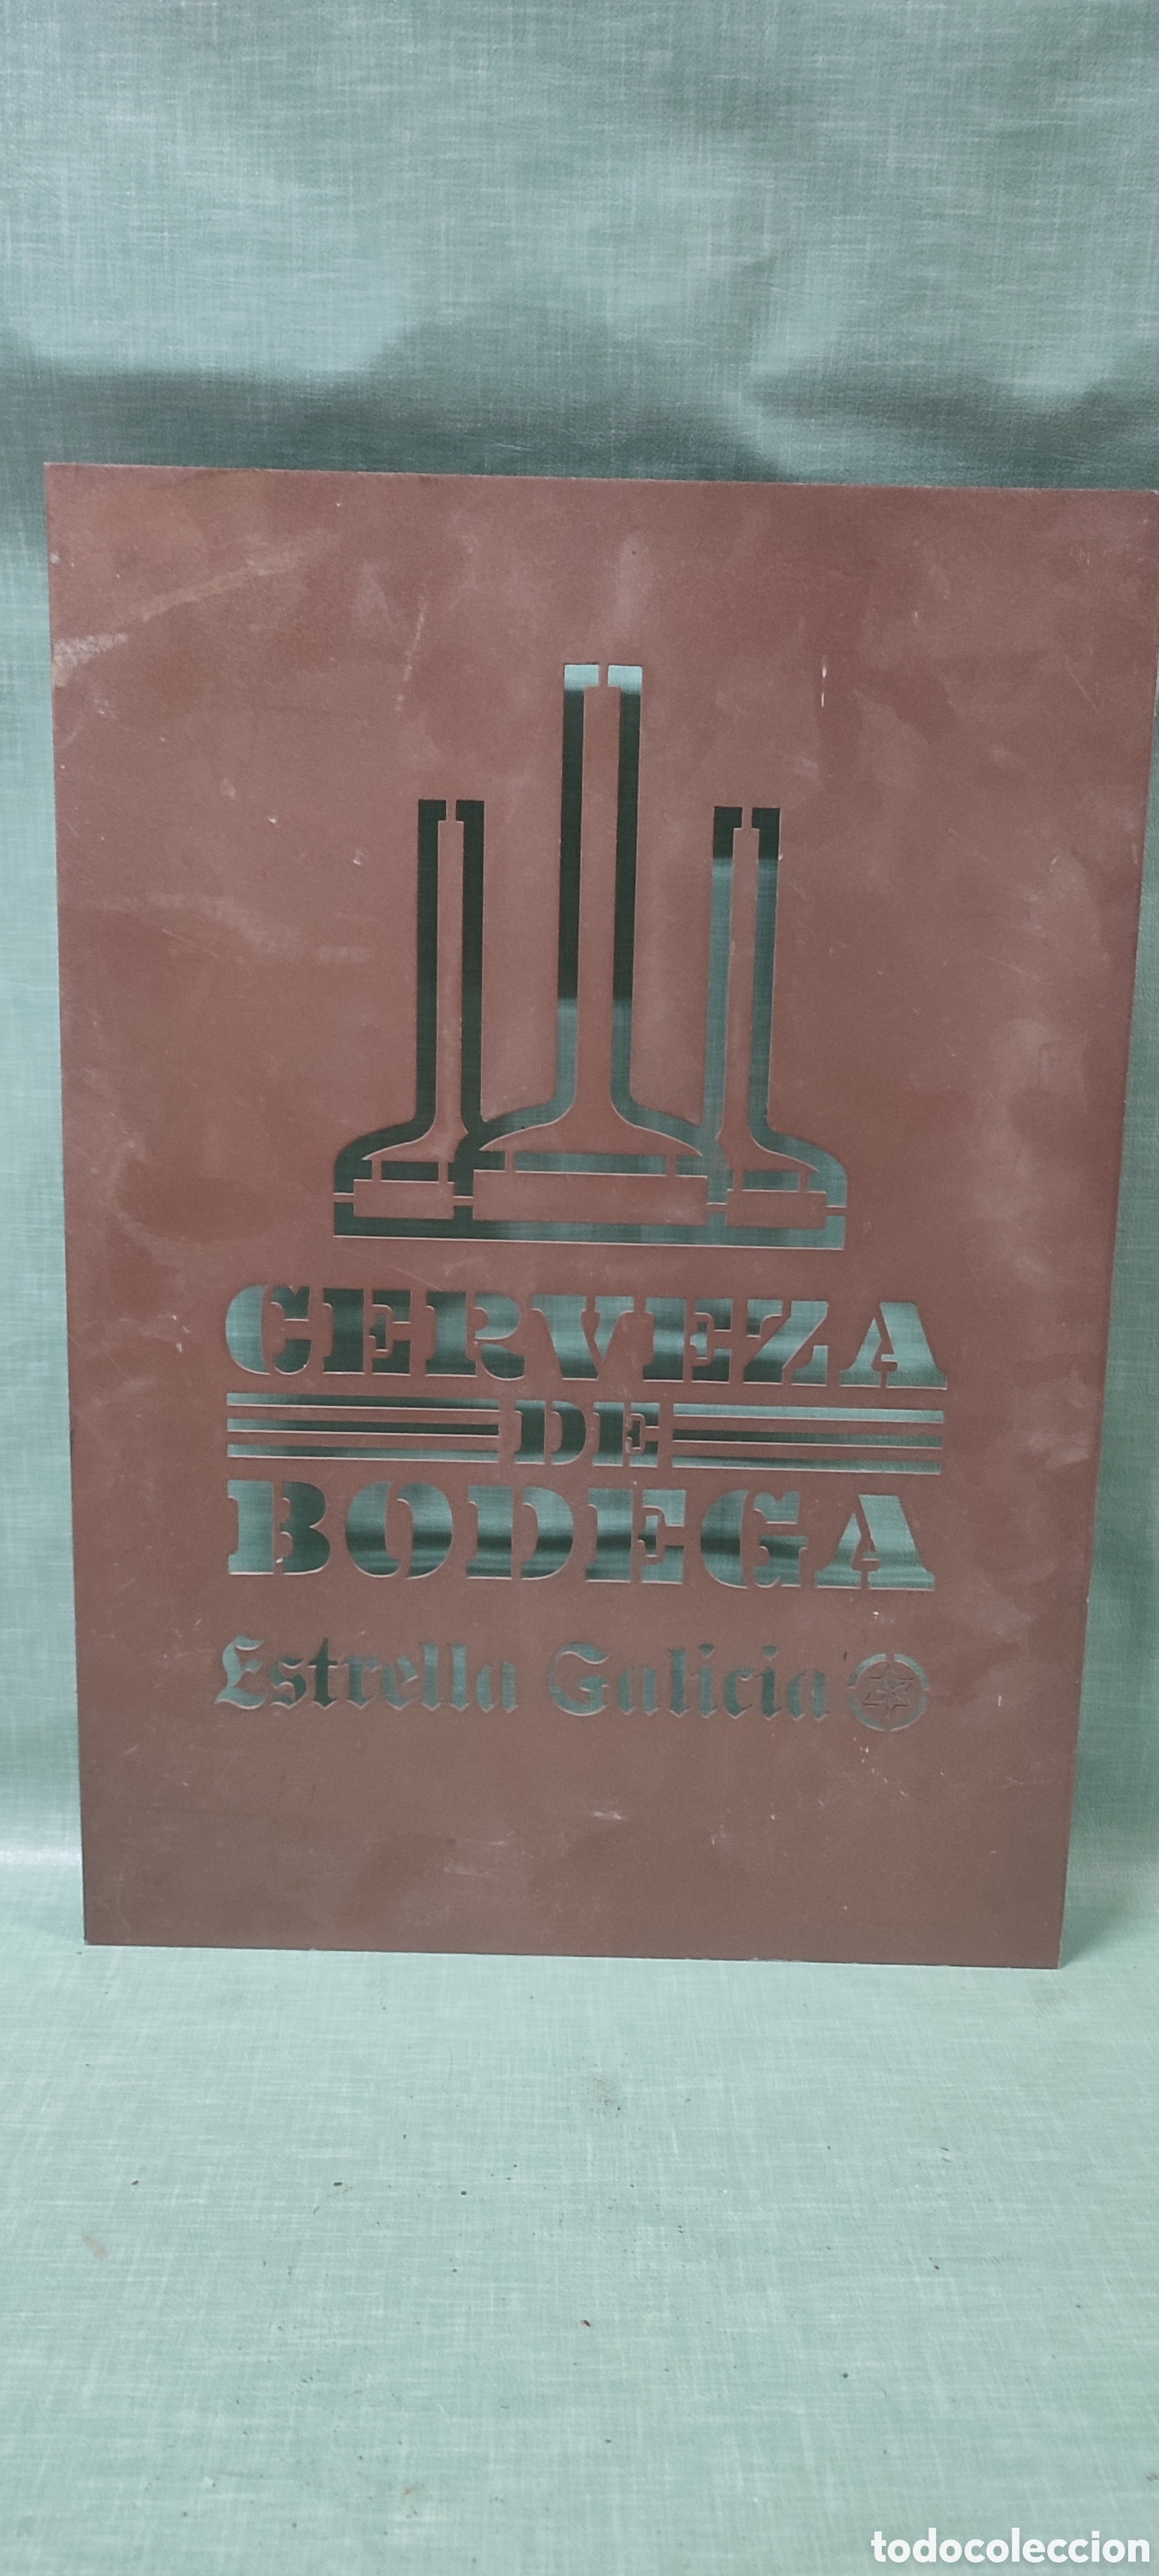 CERVEZA
DE
BODEGA
Estrella Galicia
todocoleccion